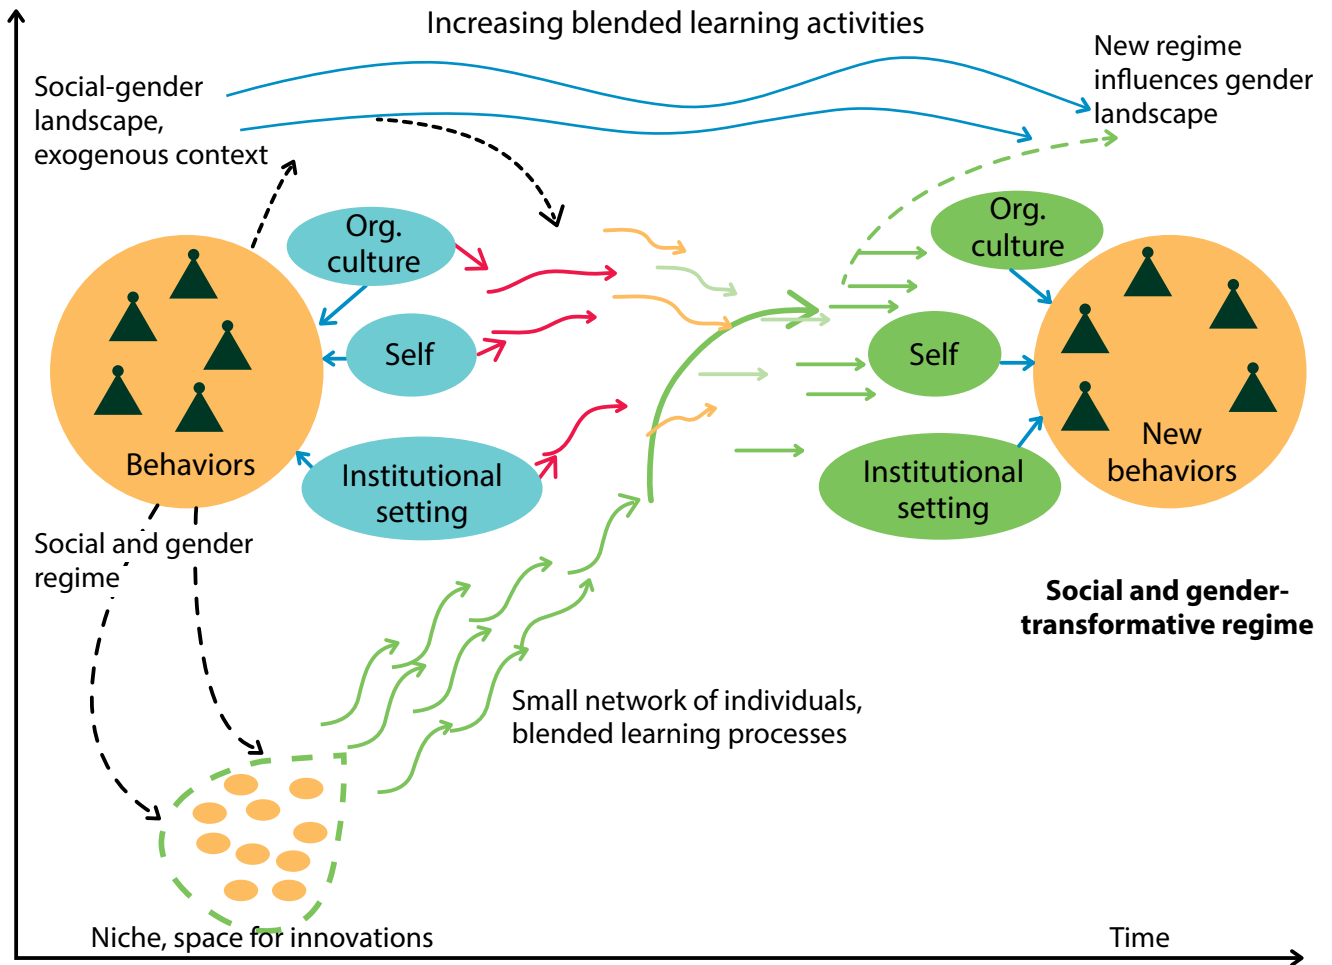 Increasing blended learning activities
Social-gender
landscape,
exogenous context
New regime
influences gender
landscape
Org.
culture
Self
Institutional
setting
Behaviors
Org.
culture
Self
Institutional
setting
New
behaviors
Social and gender
regime
Social and gender-
transformative regime
Small network of individuals,
blended learning processes
Niche, space for innovations
Time